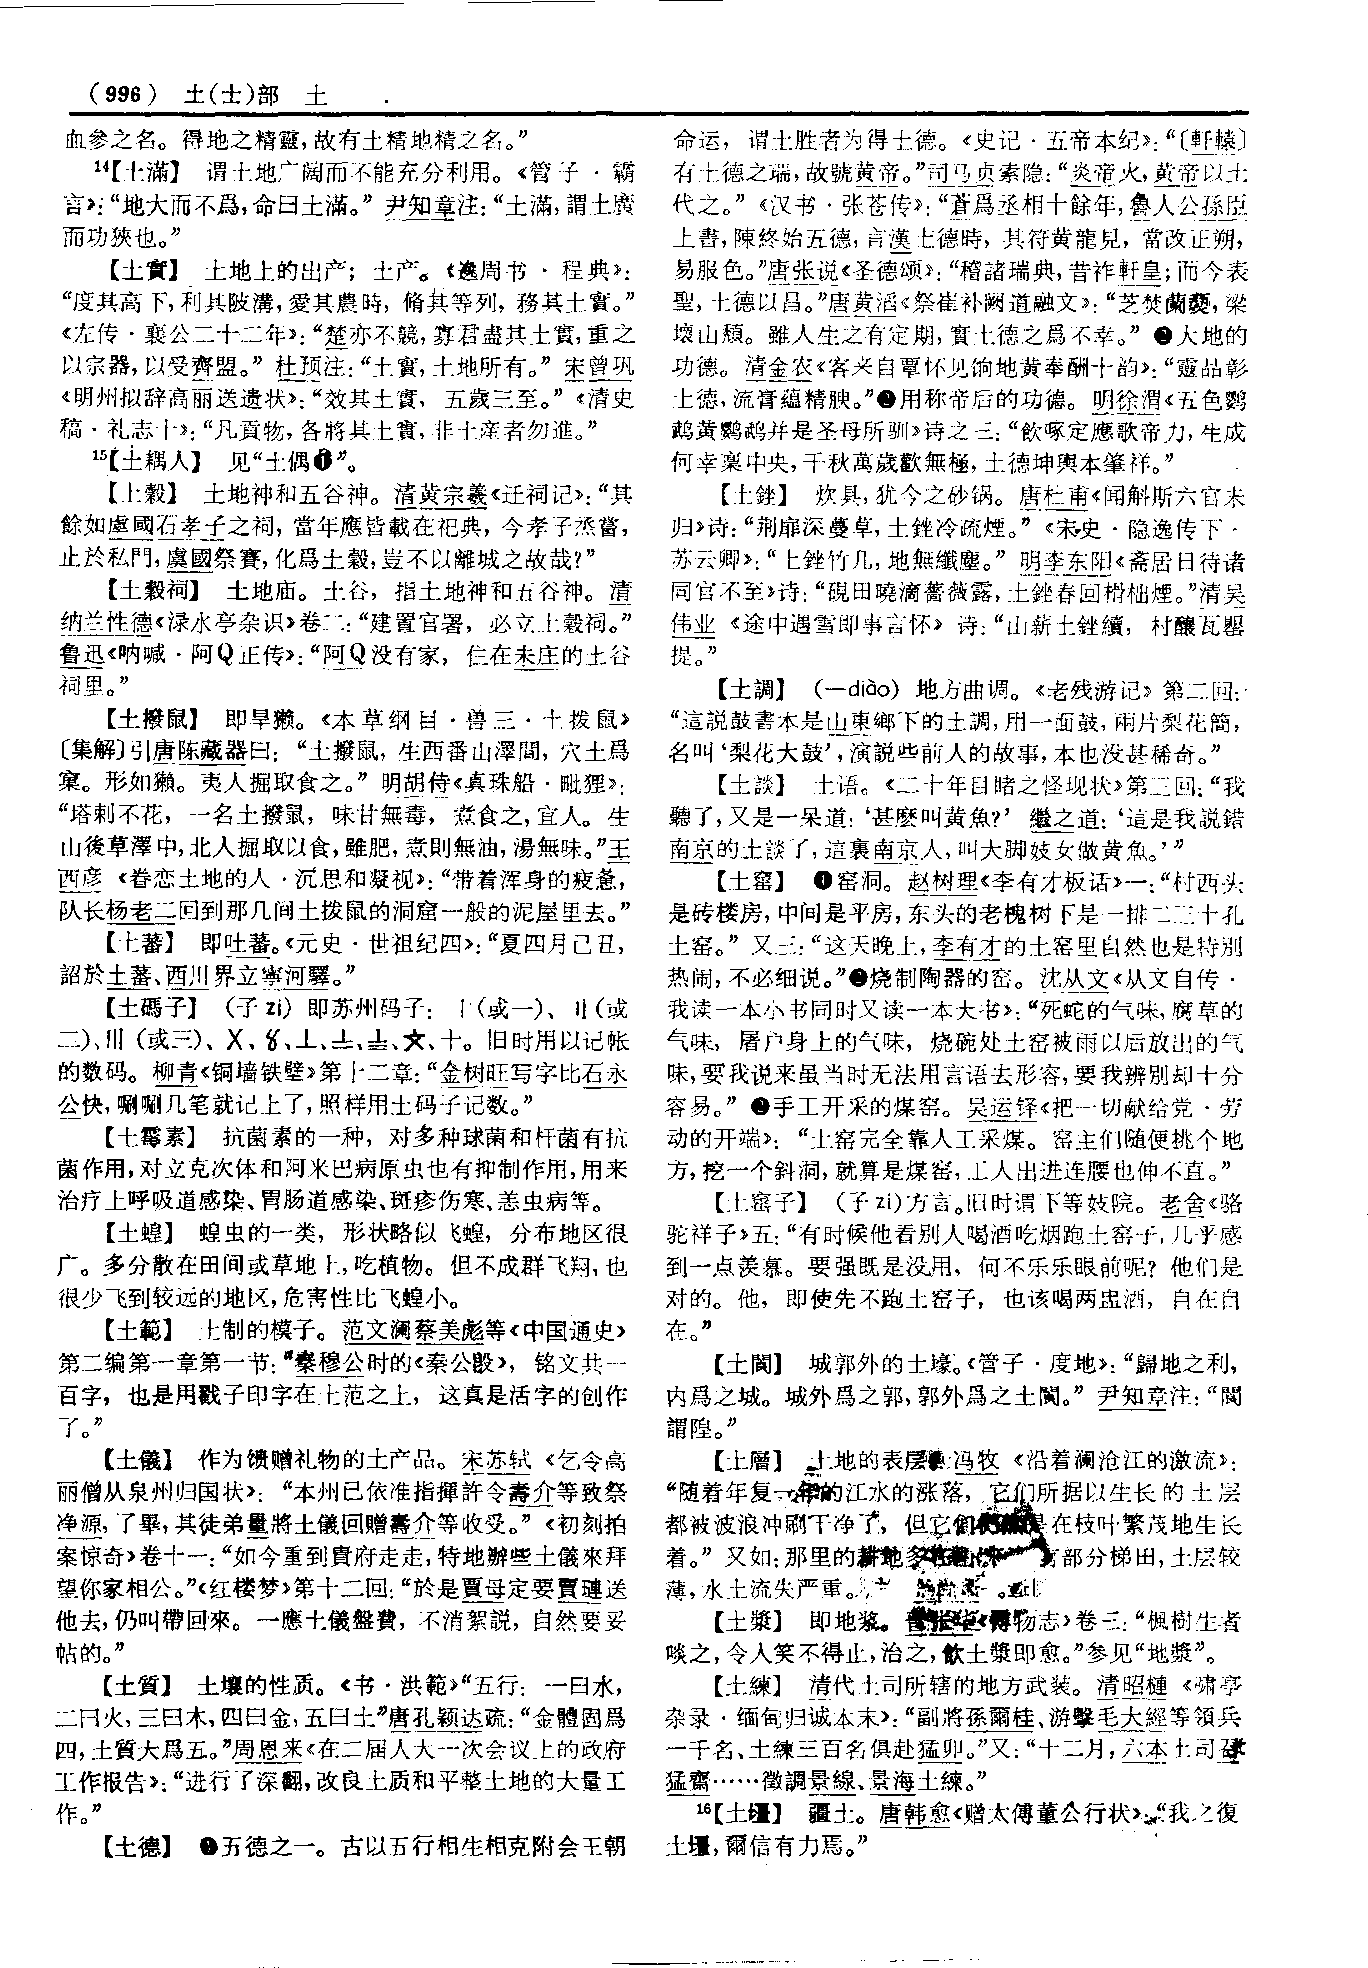 （996） 土(士)部 土
血參之名。得地之精靈,故有土精地精之名。”
14【土滿】 谓土地广阔而不能充分利用。《管子·霸
言》:“地大而不爲,命曰土滿。” 尹知章注:“土滿,謂土廣
而功狹也。”
【土實】 土地上的出产；土产。《逸周书·程典》:
“度其高下,利其陂溝,愛其農時,脩其等列,務其土實。”
《左传·襄公二十二年》:“楚亦不競,寡君盡其土實,重之
以宗器,以受齊盟。” 杜预注:“土實,土地所有。” 宋曾巩
《明州拟辞高丽送遗状》:“效其土實，五歲三至。”《清史
稿·礼志十》:“凡貢物,各將其土實,非土產者勿進。”
15【土耦人】 见“土偶❶”。
【土穀】 土地神和五谷神。清黄宗羲《迁祠记》:“其
餘如虞國石孝子之祠，當年應皆載在祀典，今孝子烝嘗，
止於私門,虞國祭賽,化爲土穀,豈不以離城之故哉?”
【土穀祠】 土地庙。土谷，指土地神和五谷神。清
纳兰性德《渌水亭杂识》卷二:“建置官署，必立土穀祠。”
鲁迅《呐喊·阿Q正传》:“阿Q没有家，住在未庄的土谷
祠里。”
【土撥鼠】 即旱獭。《本草纲目·兽三·土拨鼠》
〔集解〕引唐陈藏器曰：“土撥鼠，生西番山澤間，穴土爲
窠。形如獺。夷人掘取食之。” 明胡侍《真珠船·毗狸》:
“塔剌不花，一名土撥鼠，味甘無毒，煮食之,宜人。生
山後草澤中,北人掘取以食,雖肥,煮則無油,湯無味。”王
西彦《眷恋土地的人·沉思和凝视》:“带着浑身的疲惫，
队长杨老二回到那几间土拨鼠的洞窟一般的泥屋里去。”
【土蕃】 即吐蕃。《元史·世祖纪四》:“夏四月己丑，
詔於土蕃、西川界立寧河驛。”
【土碼子】 （子 zi）即苏州码子：〡(或一)、〢(或
二)、〣 (或三)、〤、〥、〦、〧、〨、〩、十。旧时用以记帐
的数码。柳青《铜墙铁壁》第十二章:“金树旺写字比石永
公快,唰唰几笔就记上了,照样用土码子记数。”
【土霉素】 抗菌素的一种，对多种球菌和杆菌有抗
菌作用,对立克次体和阿米巴病原虫也有抑制作用,用来
治疗上呼吸道感染、胃肠道感染、斑疹伤寒、恙虫病等。
【土蝗】 蝗虫的一类，形状略似飞蝗，分布地区很
广。多分散在田间或草地上,吃植物。但不成群飞翔,也
很少飞到较远的地区,危害性比飞蝗小。
【土範】 土制的模子。范文澜蔡美彪等《中国通史》
第二编第一章第一节:“秦穆公时的《秦公𣪘》，铭文共一
百字，也是用戳子印字在土范之上，这真是活字的创作
了。”
【土儀】 作为馈赠礼物的土产品。宋苏轼《乞令高
丽僧从泉州归国状》：“本州已依准指揮許令壽介等致祭
净源,了畢,其徒弟量將土儀回贈壽介等收受。”《初刻拍
案惊奇》卷十一:“如今重到貴府走走,特地辦些土儀來拜
望你家相公。”《红楼梦》第十二回:“於是賈母定要賈璉送
他去,仍叫帶回來。一應土儀盤費，不消絮説，自然要妥
帖的。”
【土質】 土壤的性质。《书·洪範》“五行：一曰水，
二曰火,三曰木,四曰金,五曰土”唐孔颖达疏:“金體固爲
四,土質大爲五。”周恩来《在二届人大一次会议上的政府
工作报告》:“进行了深翻,改良土质和平整土地的大量工
作。”
【土德】 ❶五德之一。古以五行相生相克附会王朝
命运，谓土胜者为得土德。《史记·五帝本纪》:“〔軒轅〕
有土德之瑞,故號黄帝。”司马贞索隐:“炎帝火,黄帝以土
代之。”《汉书·张苍传》:“蒼爲丞相十餘年,魯人公孫臣
上書,陳終始五德,言漢土德時，其符黄龍見，當改正朔，
易服色。”唐张说《圣德颂》:“稽諸瑞典,昔祚軒皇;而今表
聖,土德以昌。”唐黄滔《祭崔补阙道融文》:“芝焚蘭薎,梁
壞山頹。雖人生之有定期，實土德之爲不幸。” ❷大地的
功德。清金农《客来自覃怀见饷地黄奉酬十韵》:“靈品彰
土德,流膏藴精腴。”❸用称帝后的功德。明徐渭《五色鹦
鹉黄鹦鹉并是圣母所驯》诗之三:“飲啄定應歌帝力,生成
何幸稟中央,千秋萬歲歡無極,土德坤輿本肇祥。”
【土銼】 炊具,犹今之砂锅。唐杜甫《闻斛斯六官未
归》诗:“荆扉深蔓草,土銼冷疏煙。”《宋史·隐逸传下·
苏云卿》:“土銼竹几,地無纖塵。” 明李东阳《斋居日待诸
同官不至》诗:“硯田曉滴薔薇露,土銼春回榾柮煙。”清吴
伟业《途中遇雪即事言怀》诗:“山薪土銼續，村釀瓦罌
提。”
【土調】 （—diào）地方曲调。《老残游记》第二回:
“這説鼓書本是山東鄉下的土調,用一面鼓,兩片梨花簡，
名叫‘梨花大鼓’,演説些前人的故事,本也没甚稀奇。”
【土談】 土语。《二十年目睹之怪现状》第三回:“我
聽了,又是一呆道:‘甚麽叫黄魚?’ 繼之道:‘這是我説錯
南京的土談了,這裏南京人,叫大脚妓女做黄魚。’”
【土窑】 ❶窑洞。赵树理《李有才板话》一:“村西头
是砖楼房,中间是平房,东头的老槐树下是一排二三十孔
土窑。” 又三:“这天晚上,李有才的土窑里自然也是特别
热闹,不必细说。”❷烧制陶器的窑。沈从文《从文自传·
我读一本小书同时又读一本大书》:“死蛇的气味,腐草的
气味，屠户身上的气味，烧碗处土窑被雨以后放出的气
味,要我说来虽当时无法用言语去形容,要我辨别却十分
容易。” ❸手工开采的煤窑。吴运铎《把一切献给党·劳
动的开端》：“土窑完全靠人工采煤。窑主们随便挑个地
方,挖一个斜洞,就算是煤窑,工人出进连腰也伸不直。”
【土窑子】 （子 zi)方言。旧时谓下等妓院。老舍《骆
驼祥子》五:“有时候他看别人喝酒吃烟跑土窑子,几乎感
到一点羡慕。要强既是没用，何不乐乐眼前呢？他们是
对的。他，即使先不跑土窑子，也该喝两盅酒，自在自
在。”
【土閬】 城郭外的土壕。《管子·度地》:“歸地之利，
内爲之城。城外爲之郭,郭外爲之土閬。” 尹知章注:“閬
謂隍。”
【土層】 土地的表层。冯牧《沿着澜沧江的激流》:
“随着年复一年的江水的涨落，它们所据以生长的土层
都被波浪冲刷干净了，但它们 是在枝叶繁茂地生长
着。” 又如:那里的耕地多 部分梯田,土层较
薄,水土流失严重。
【土漿】 即地浆。晋张华《博物志》卷三:“楓樹生者
啖之,令人笑不得止,治之,飲土漿即愈。”参见“地漿”。
【土練】 清代土司所辖的地方武装。清昭槤《啸亭
杂录·缅甸归诚本末》:“副將孫爾桂、游擊毛大經等領兵
一千名、土練三百名俱赴猛卯。”又:“十二月,六本土司召
猛齋……徵調景線、景海土練。”
16【土壃】 疆土。唐韩愈《赠太傅董公行状》:“我之復
土壃,爾信有力焉。”